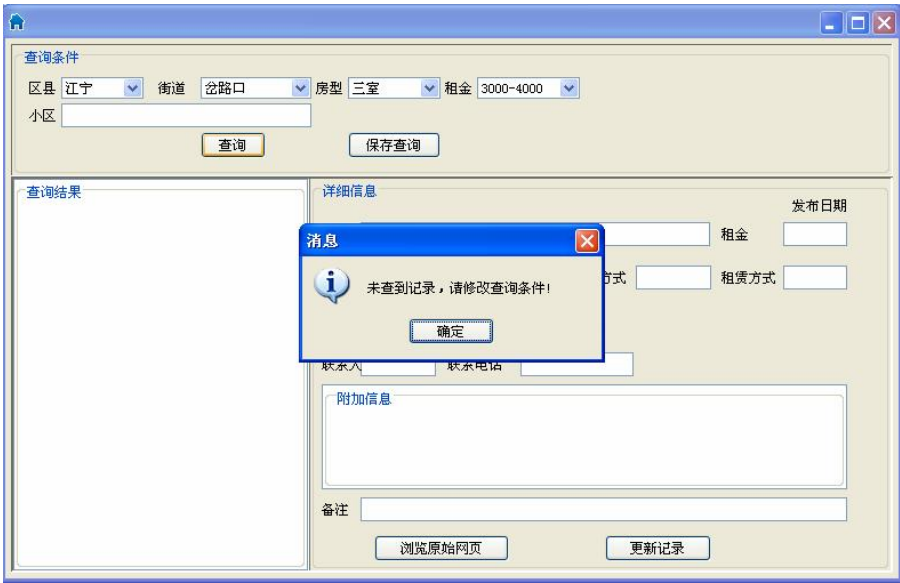 查询条件
区县 江宁 街道 岔路口 房型 三室 租金 3000-4000
小区
查询 保存查询
查询结果
详细信息
发布日期
租金
方式 租赁方式
消息
未查到记录，请修改查询条件!
确定
联系人 联系电话
附加信息
备注
浏览原始网页 更新记录